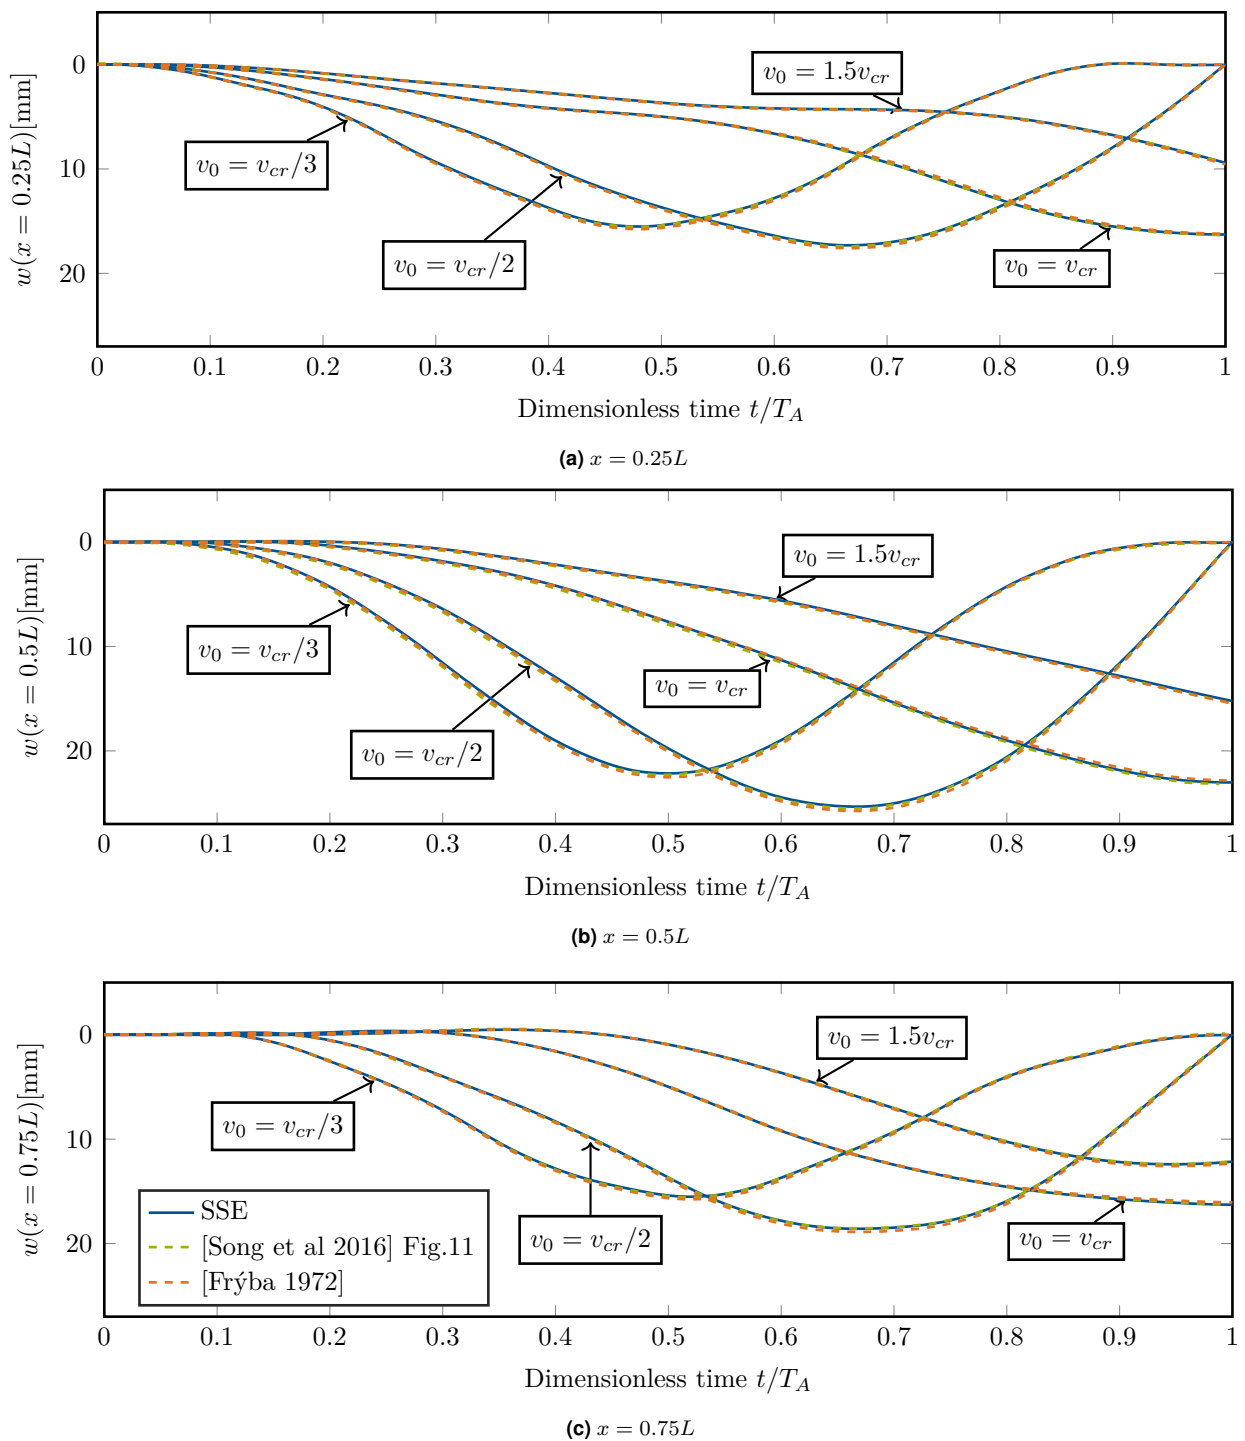 0
10
20
w(x = 0.25L)[mm]
v₀ = 1.5v_cr
v₀ = v_cr/3
v₀ = v_cr/2
v₀ = v_cr
0 0.1 0.2 0.3 0.4 0.5 0.6 0.7 0.8 0.9 1
Dimensionless time t/T_A
(a) x = 0.25L
0
10
20
w(x = 0.5L)[mm]
v₀ = 1.5v_cr
v₀ = v_cr/3
v₀ = v_cr
v₀ = v_cr/2
0 0.1 0.2 0.3 0.4 0.5 0.6 0.7 0.8 0.9 1
Dimensionless time t/T_A
(b) x = 0.5L
0
10
20
w(x = 0.75L)[mm]
v₀ = 1.5v_cr
v₀ = v_cr/3
v₀ = v_cr/2
v₀ = v_cr
SSE
[Song et al 2016] Fig.11
[Frýba 1972]
0 0.1 0.2 0.3 0.4 0.5 0.6 0.7 0.8 0.9 1
Dimensionless time t/T_A
(c) x = 0.75L